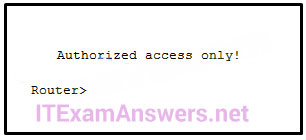 Authorized access only!
Router>
ITExamAnswers.net